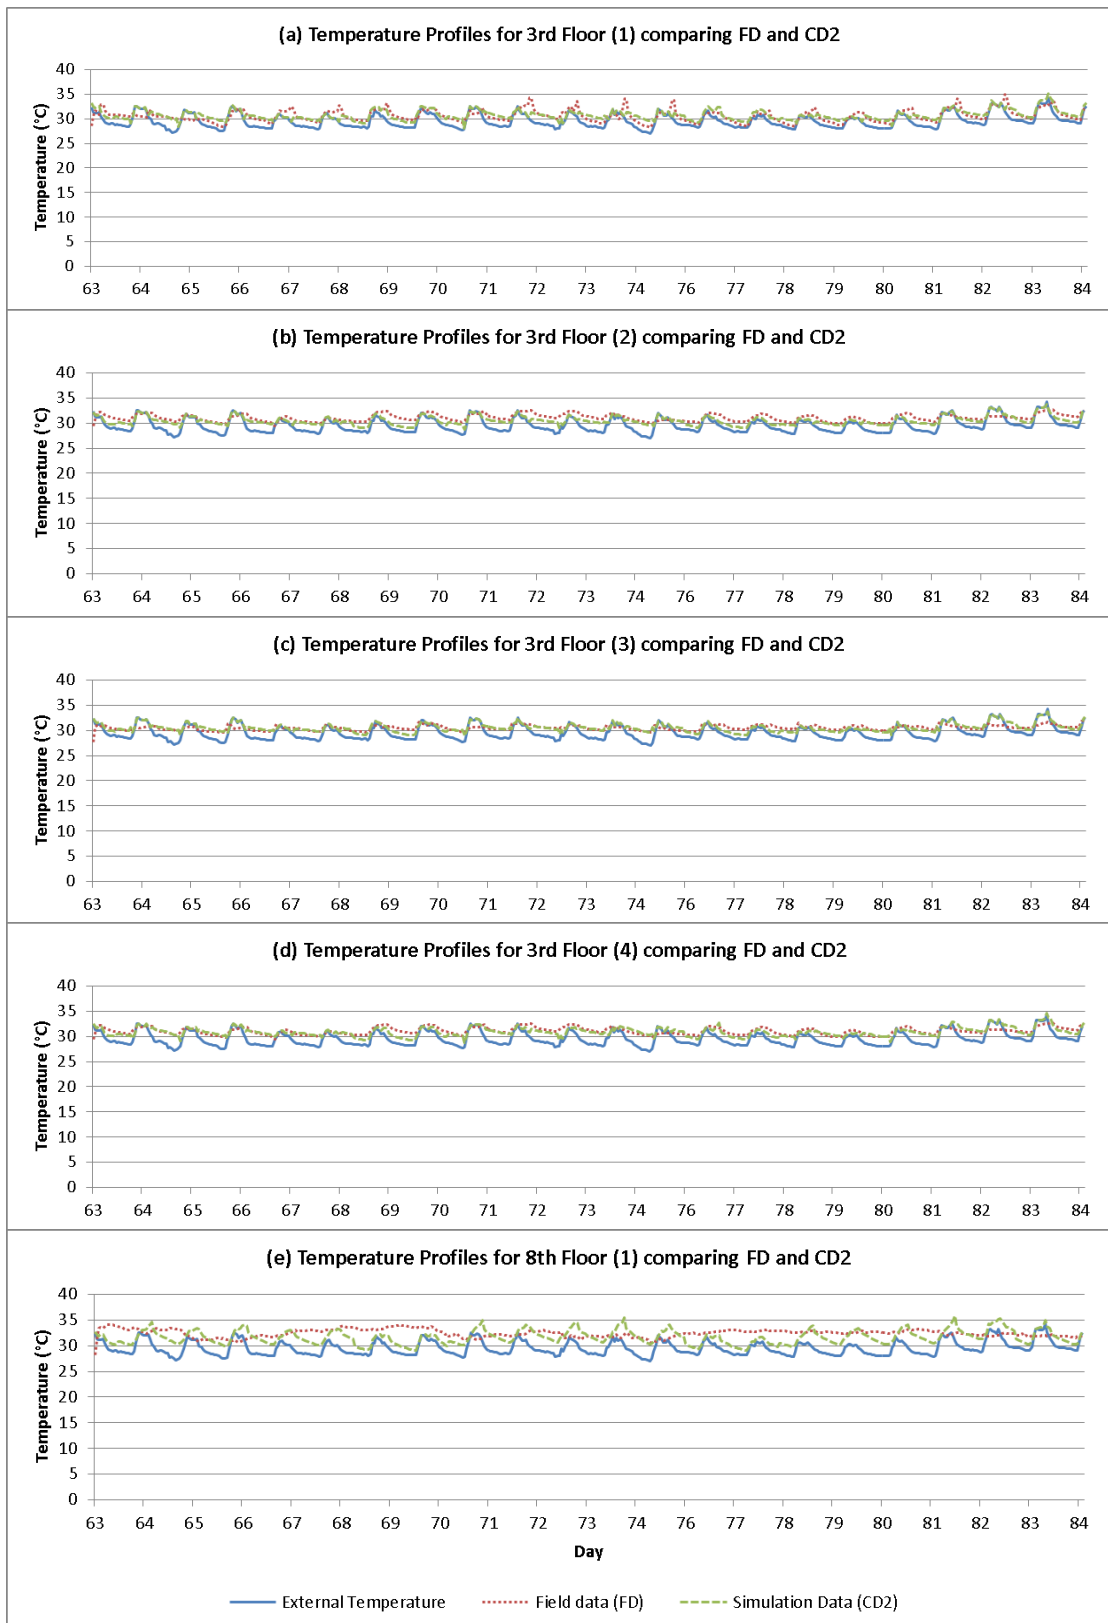 (a) Temperature Profiles for 3rd Floor (1) comparing FD and CD2
Temperature (°C)
40
35
30
25
20
15
10
5
0
63 64 65 66 67 68 69 70 71 72 73 74 75 76 77 78 79 80 81 82 83 84
(b) Temperature Profiles for 3rd Floor (2) comparing FD and CD2
Temperature (°C)
40
35
30
25
20
15
10
5
0
63 64 65 66 67 68 69 70 71 72 73 74 75 76 77 78 79 80 81 82 83 84
(c) Temperature Profiles for 3rd Floor (3) comparing FD and CD2
Temperature (°C)
40
35
30
25
20
15
10
5
0
63 64 65 66 67 68 69 70 71 72 73 74 75 76 77 78 79 80 81 82 83 84
(d) Temperature Profiles for 3rd Floor (4) comparing FD and CD2
Temperature (°C)
40
35
30
25
20
15
10
5
0
63 64 65 66 67 68 69 70 71 72 73 74 75 76 77 78 79 80 81 82 83 84
(e) Temperature Profiles for 8th Floor (1) comparing FD and CD2
Temperature (°C)
40
35
30
25
20
15
10
5
0
63 64 65 66 67 68 69 70 71 72 73 74 75 76 77 78 79 80 81 82 83 84
Day
External Temperature Field data (FD) Simulation Data (CD2)